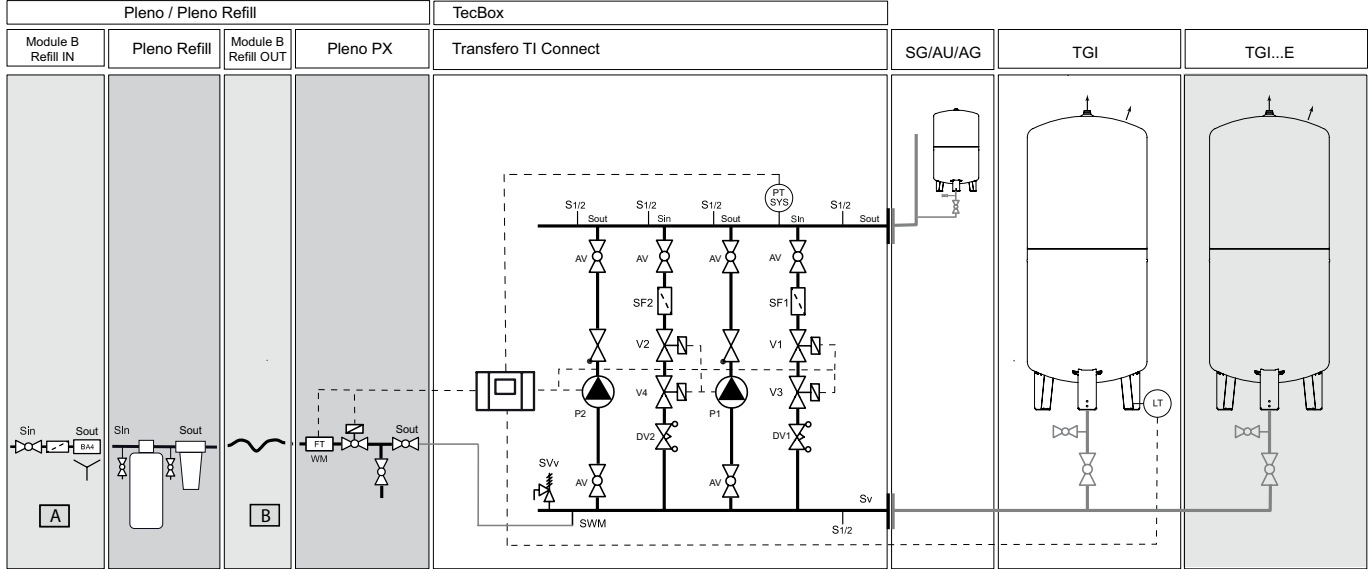 Pleno / Pleno Refill
TecBox
Module B
Refill IN
Pleno Refill
Module B
Refill OUT
Pleno PX
Transfero TI Connect
SG/AU/AG
TGI
TGI...E
PT
SYS
S1/2
S1/2
S1/2
S1/2
Sout
Sin
Sout
SIn
Sout
AV
AV
AV
AV
SF2
SF1
V2
V1
V4
V3
P2
P1
LT
DV2
DV1
Sin
Sout
SIn
Sout
Sout
BA4
FT
WM
SVv
AV
AV
Sv
A
B
SWM
S1/2